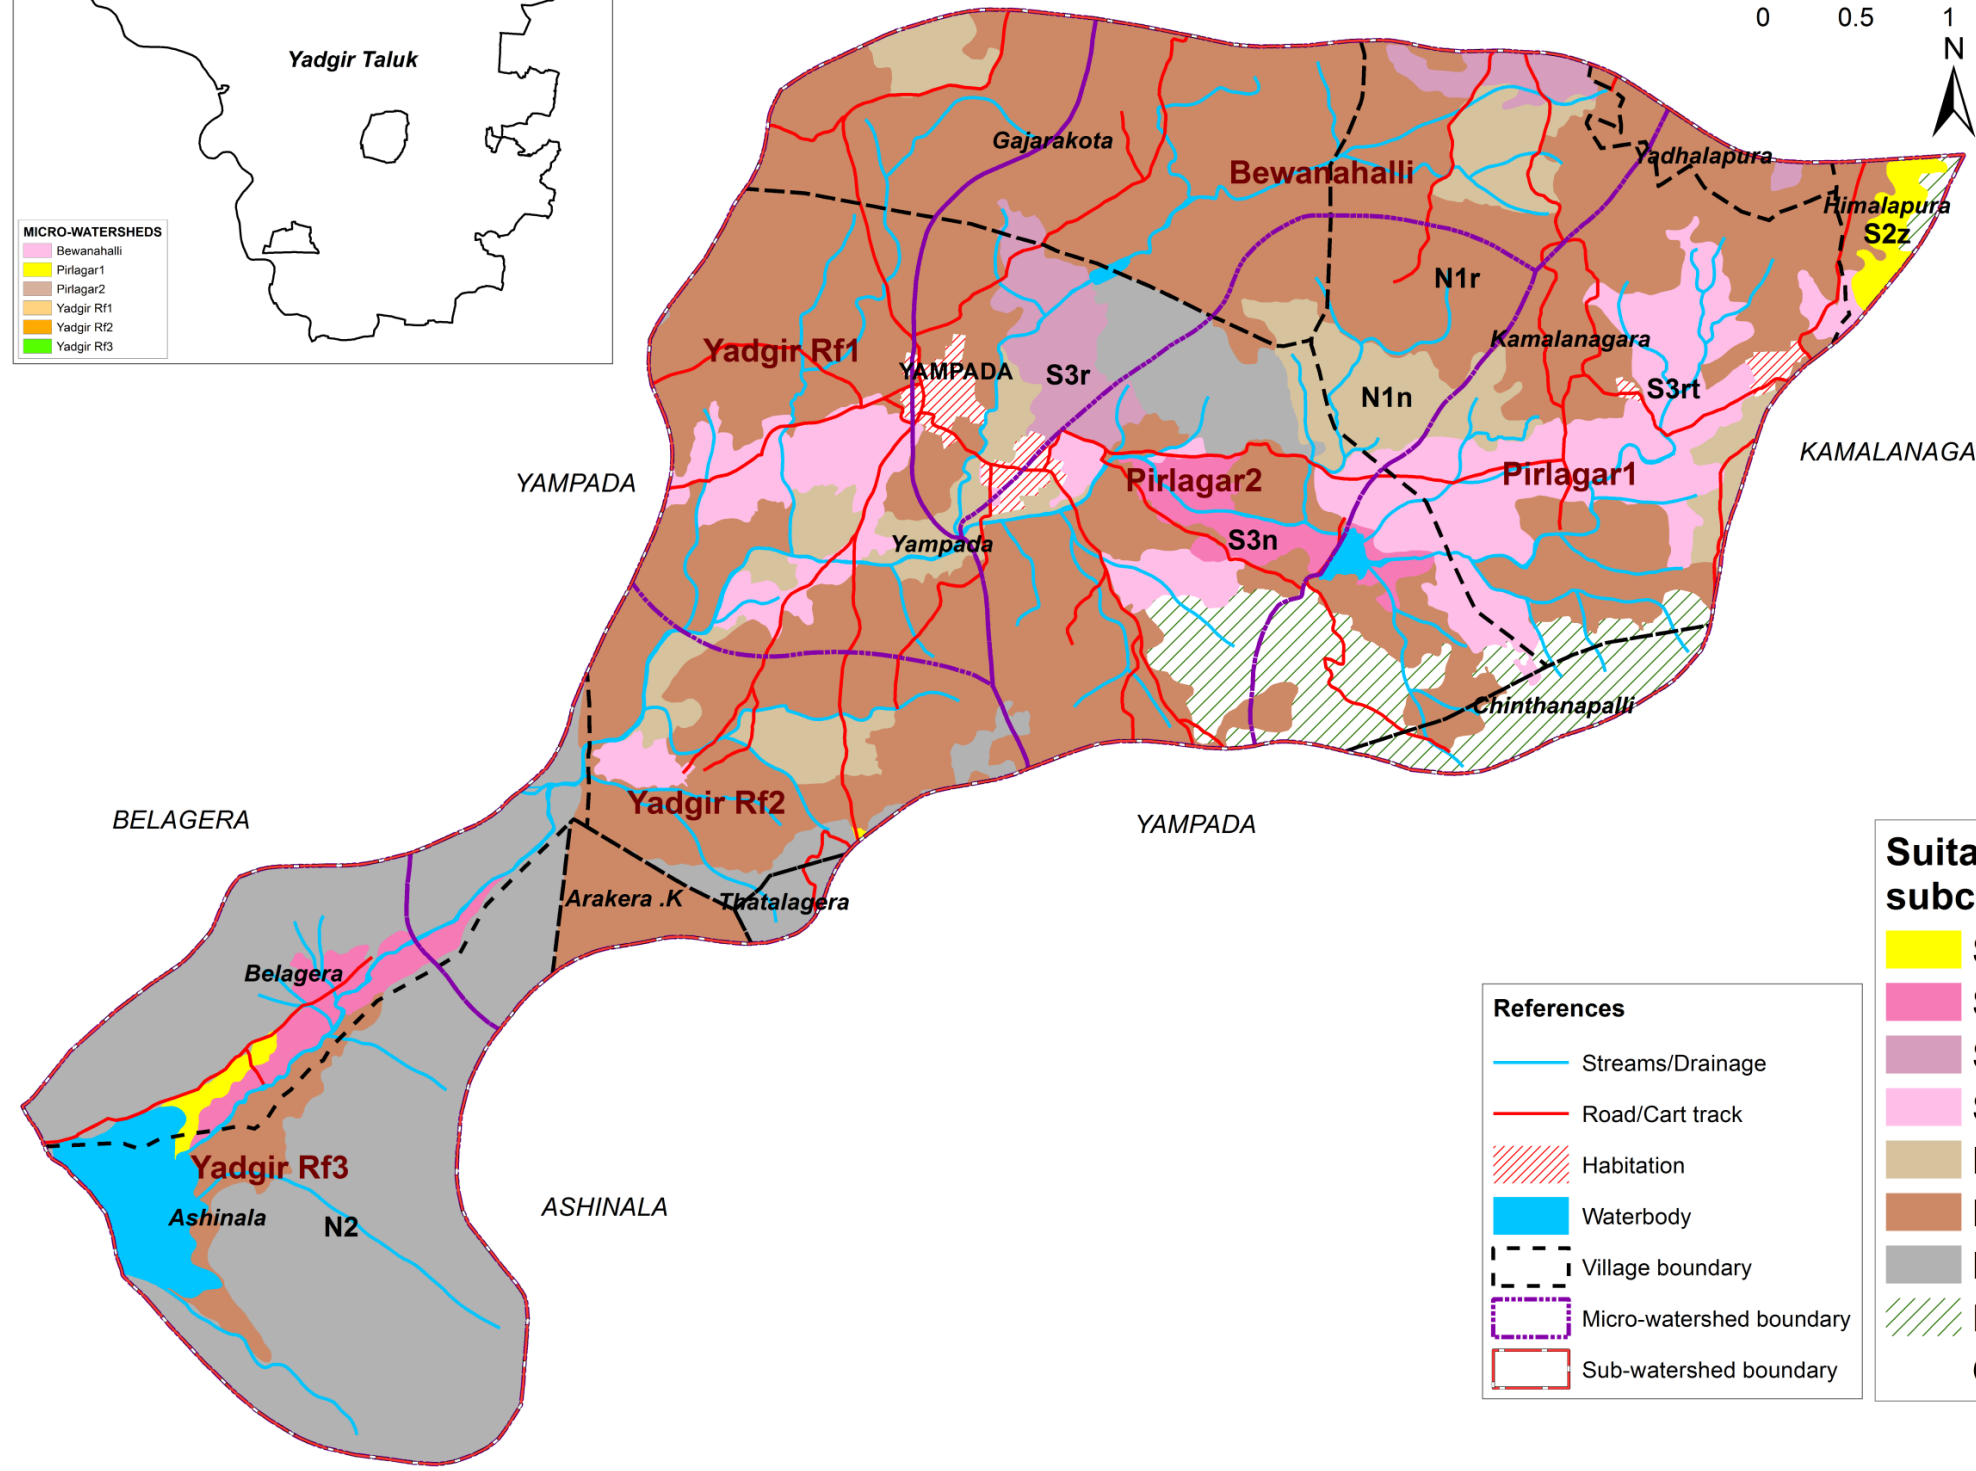 0 0.5 1
N
Yadgir Taluk
MICRO-WATERSHEDS
Bewanahalli
Pirlagar1
Pirlagar2
Yadgir Rf1
Yadgir Rf2
Yadgir Rf3
Gajarakota
Bewanahalli
Yadhalapura
Himalapura
S2z
N1r
Kamalanagara
Yadgir Rf1
YAMPADA
S3r
S3rt
N1n
KAMALANAGA
YAMPADA
Pirlagar2
Pirlagar1
Yampada
S3n
Chinthanapalli
Yadgir Rf2
BELAGERA
YAMPADA
Arakera .K
Thatalagera
Belagera
Yadgir Rf3
Ashinala
N2
ASHINALA
References
Streams/Drainage
Road/Cart track
Habitation
Waterbody
Village boundary
Micro-watershed boundary
Sub-watershed boundary